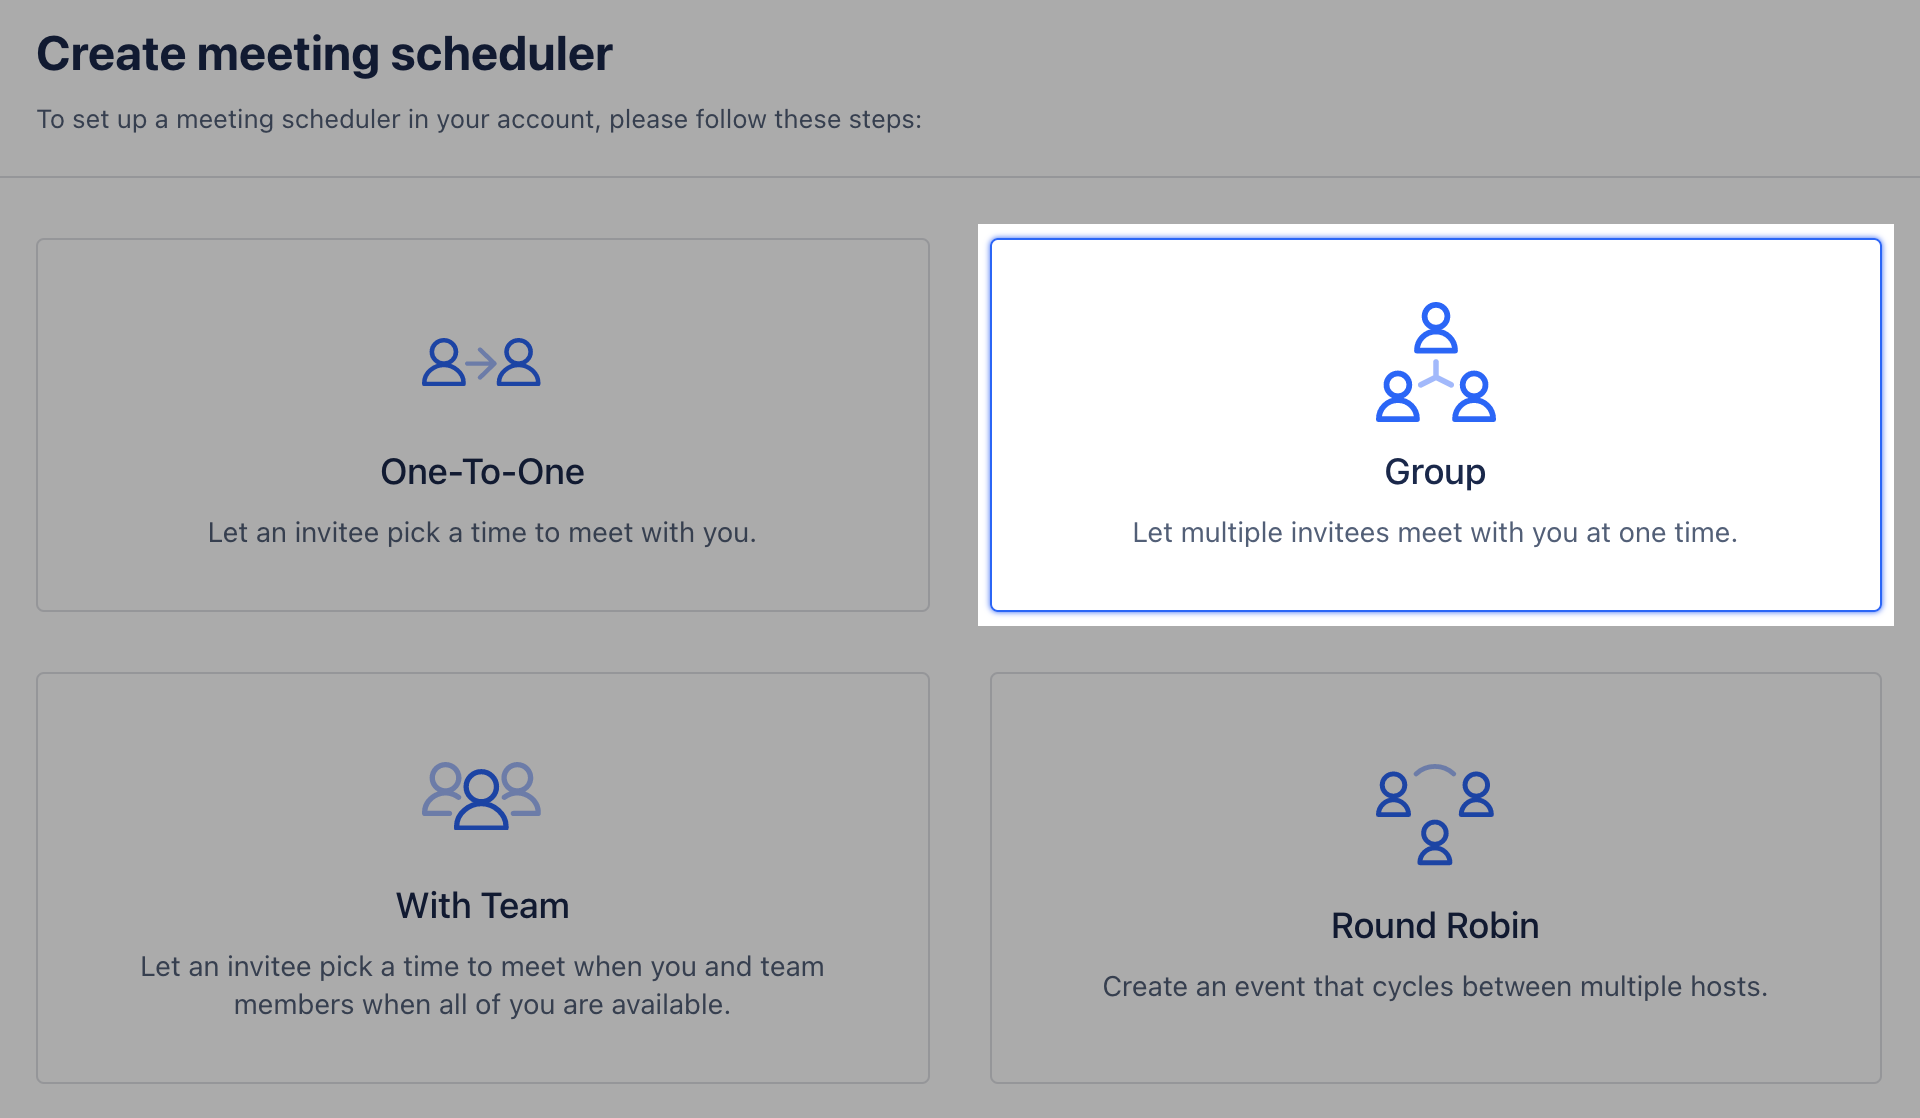 Create meeting scheduler
To set up a meeting scheduler in your account, please follow these steps:
One-To-One
Let an invitee pick a time to meet with you.
Group
Let multiple invitees meet with you at one time.
With Team
Let an invitee pick a time to meet when you and team
members when all of you are available.
Round Robin
Create an event that cycles between multiple hosts.